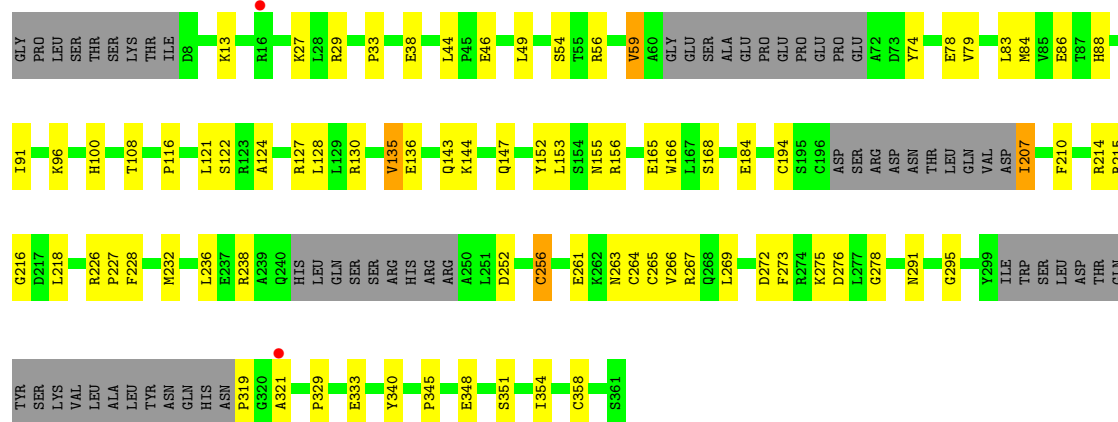 GLY PRO LEU SER THR SER LYS THR ILE D8 K13 R16 K27 L28 R29 P33 E38 L44 P45 E46 L49 S54 T55 R56 V59 A60 GLY GLU SER ALA GLU PRO GLU PRO GLU PRO GLY GLU A72 D73 Y74 E78 V79 L83 M84 V85 E86 T87 H88
I91 K96 H100 T108 P116 L121 S122 R123 A124 R127 L128 L129 R130 V135 E136 Q143 K144 Q147 Y152 L153 S154 N155 R156 E165 W166 L167 S168 E184 C194 S195 C196 ASP SER ARG ASP ASN THR LEU GLN VAL ASP I207 F210 R214
G216 D217 L218 R226 P227 F228 M232 L236 E237 R238 A239 Q240 HIS LEU GLN SER SER ARG HIS ARG ARG A250 L251 D252 C256 E261 K262 N263 C264 C265 V266 R267 Q268 L269 D272 F273 R274 K275 D276 L277 G278 N291 G295 Y299 ILE TRP SER LEU ASP THR GLN
TYR SER LYS VAL LEU ALA LEU TYR ASN GLN HIS ASN P319 G320 A321 P329 E333 Y340 P345 E348 S351 I354 C358 S361